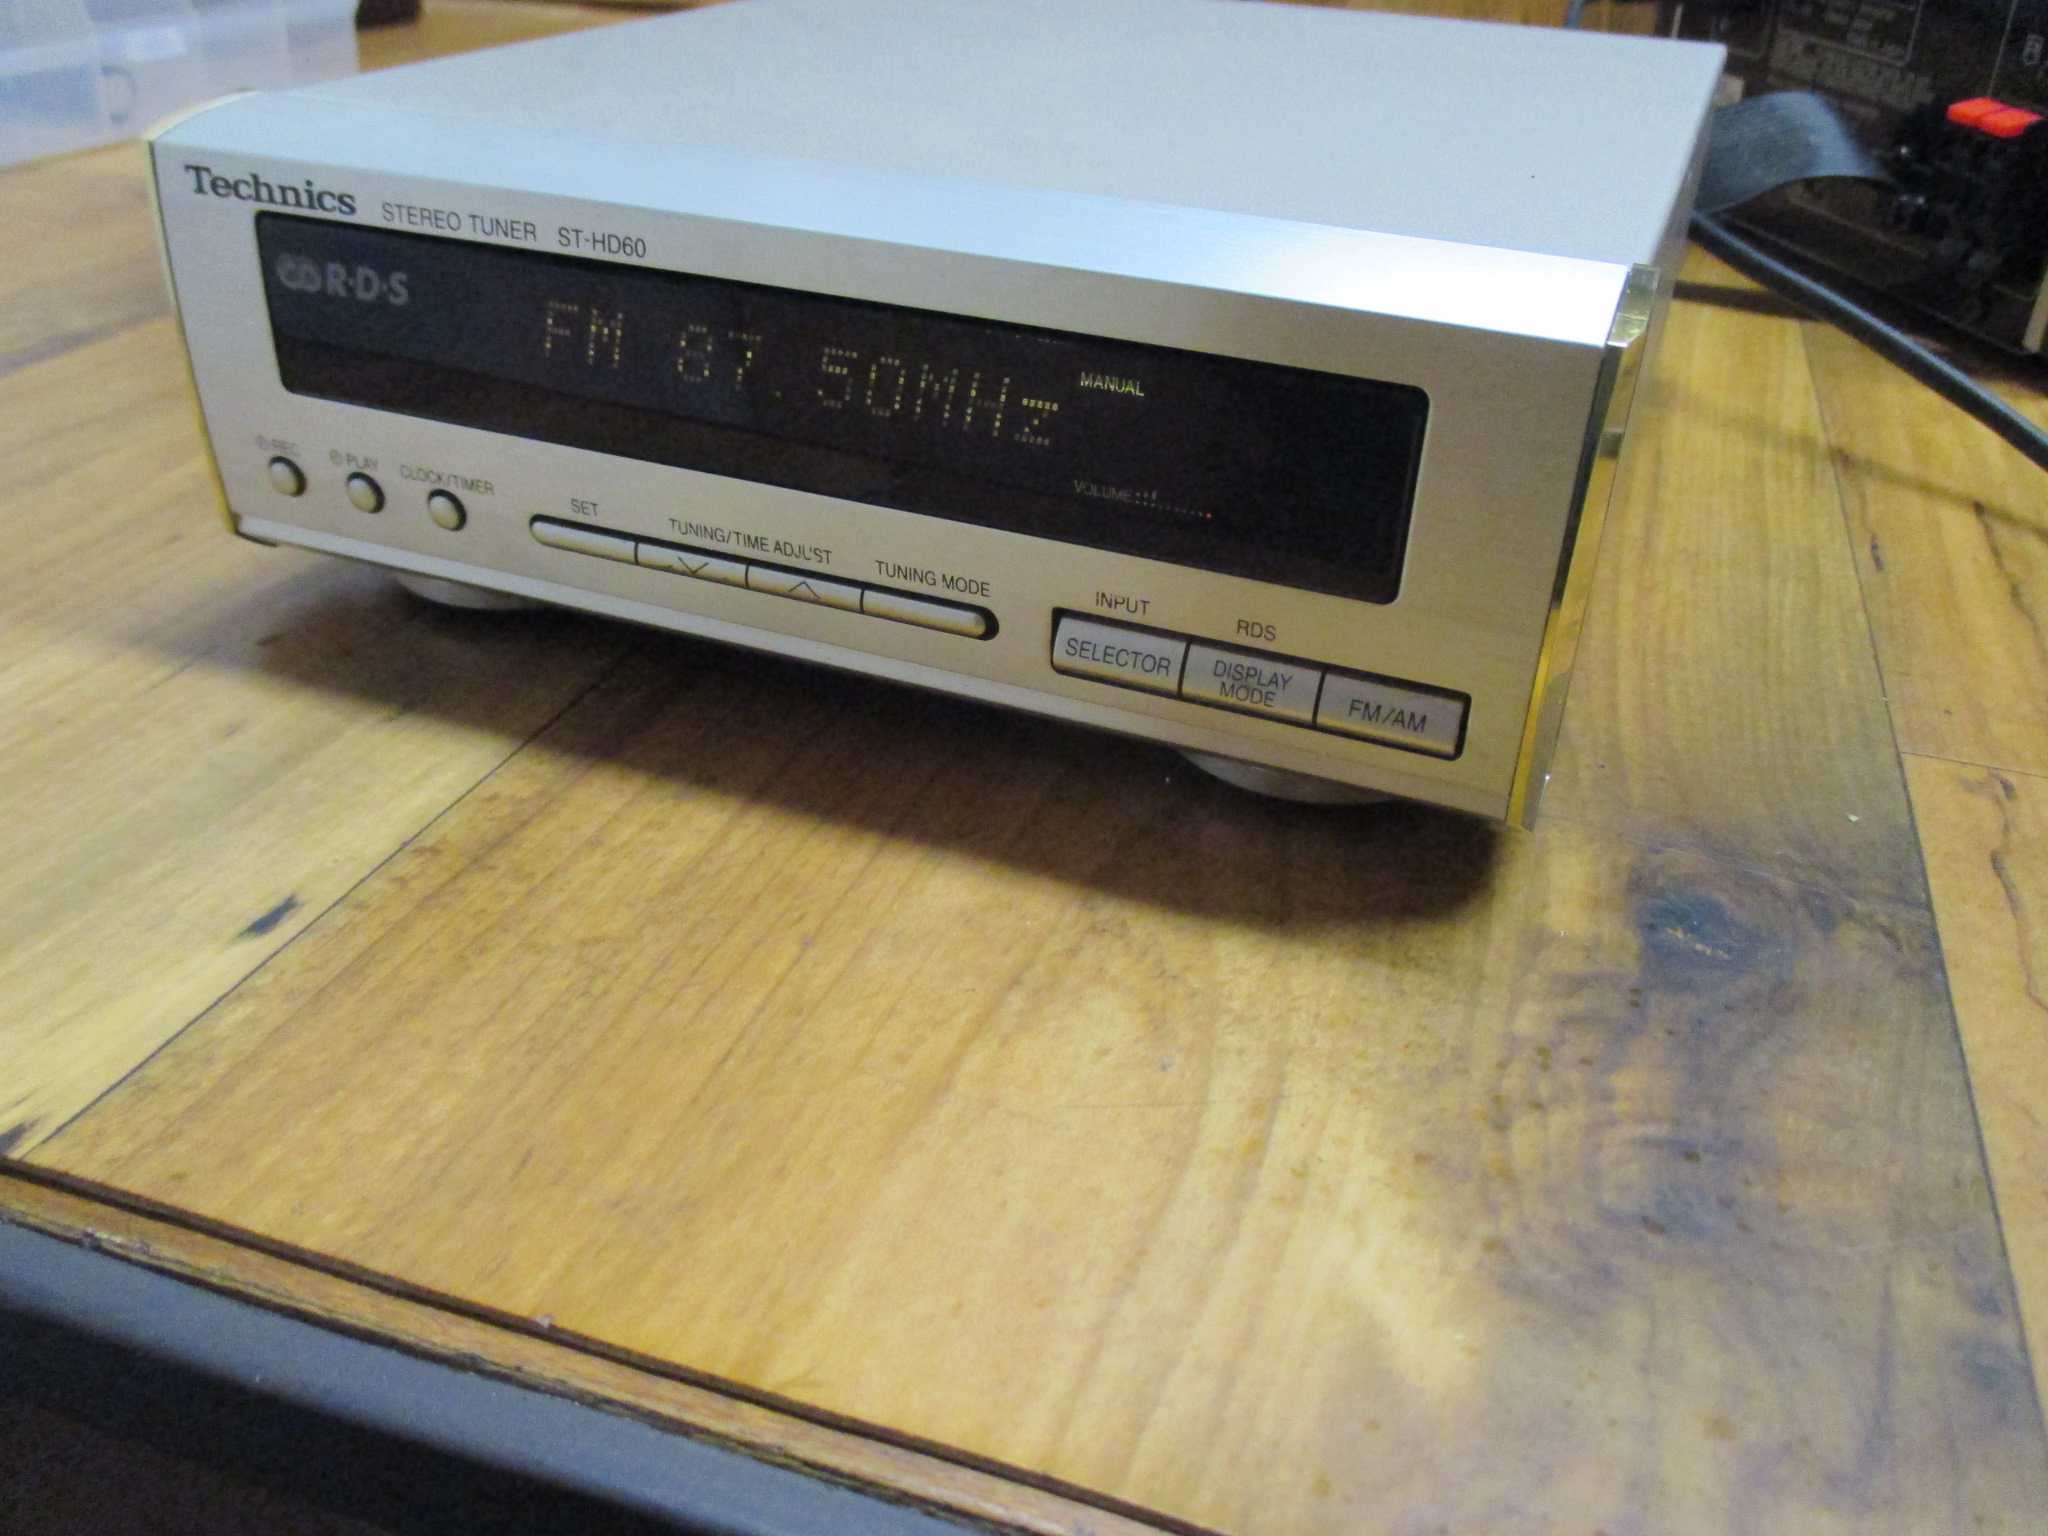 Technics STEREO TUNER ST-HD60
R·D·S
FM 87.50MHz
MANUAL
VOLUME
REC
PLAY
CLOCK/TIMER
SET
TUNING/TIME ADJUST
TUNING MODE
INPUT
SELECTOR
RDS
DISPLAY
MODE
FM/AM